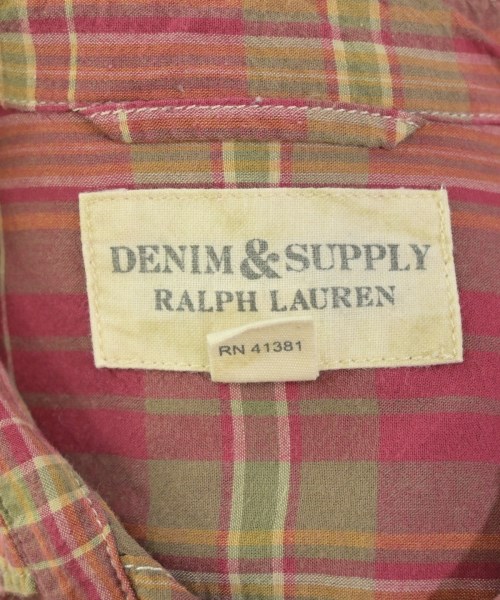 DENIM & SUPPLY
RALPH LAUREN
RN 41381